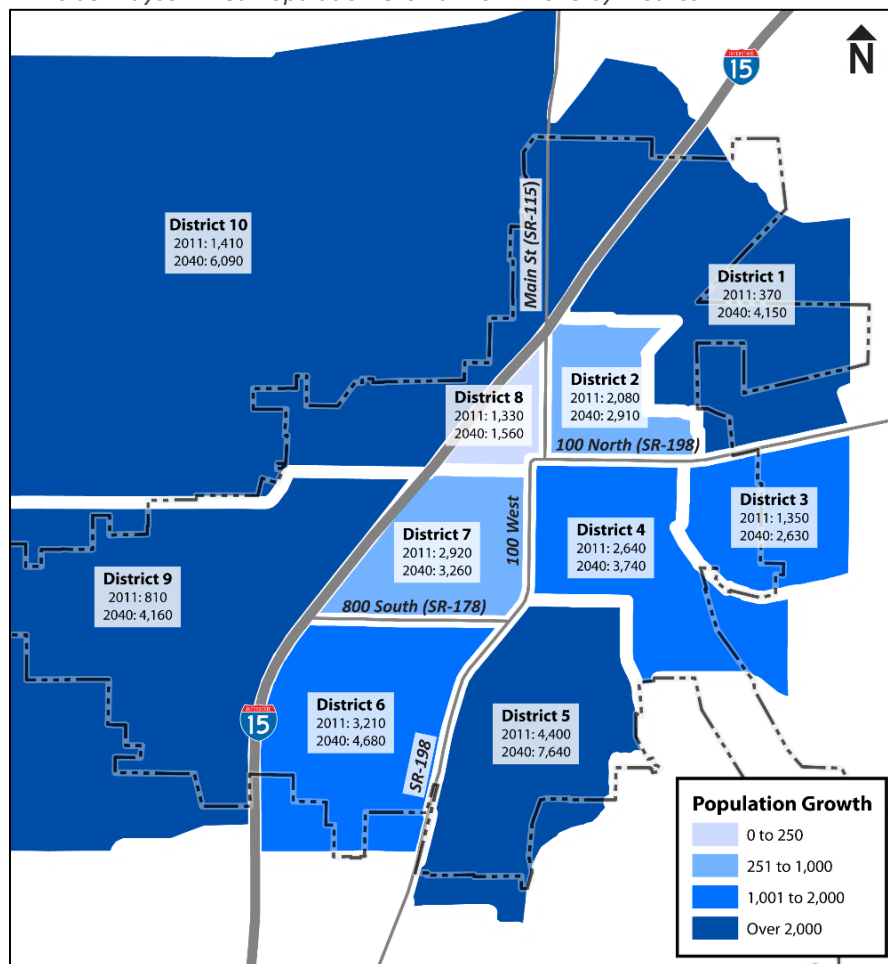 INTERSTATE
15
N
Main St (SR-115)
District 10
2011: 1,410
2040: 6,090
District 1
2011: 370
2040: 4,150
District 8
2011: 1,330
2040: 1,560
District 2
2011: 2,080
2040: 2,910
100 North (SR-198)
District 3
2011: 1,350
2040: 2,630
District 7
2011: 2,920
2040: 3,260
100 West
District 4
2011: 2,640
2040: 3,740
District 9
2011: 810
2040: 4,160
800 South (SR-178)
District 6
2011: 3,210
2040: 4,680
District 5
2011: 4,400
2040: 7,640
INTERSTATE
15
SR-198
Population Growth
0 to 250
251 to 1,000
1,001 to 2,000
Over 2,000